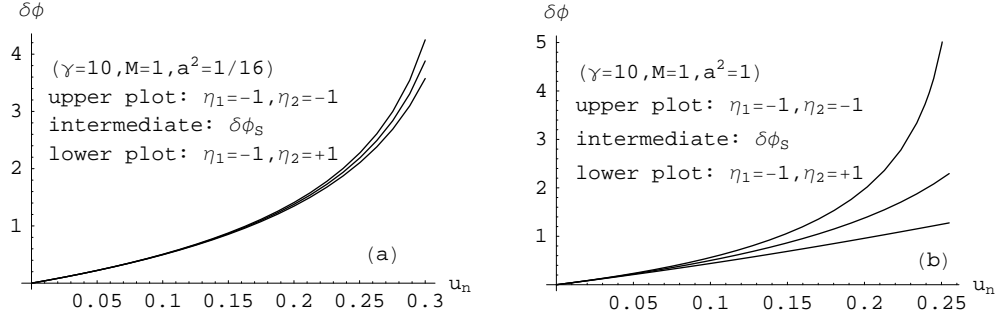 δφ
4
3
2
1
(γ=10,M=1,a²=1/16)
upper plot: η₁=-1,η₂=-1
intermediate: δφ_S
lower plot: η₁=-1,η₂=+1
(a)
0.05 0.1 0.15 0.2 0.25 0.3 u_n
δφ
5
4
3
2
1
(γ=10,M=1,a²=1)
upper plot: η₁=-1,η₂=-1
intermediate: δφ_S
lower plot: η₁=-1,η₂=+1
(b)
0.05 0.1 0.15 0.2 0.25 u_n